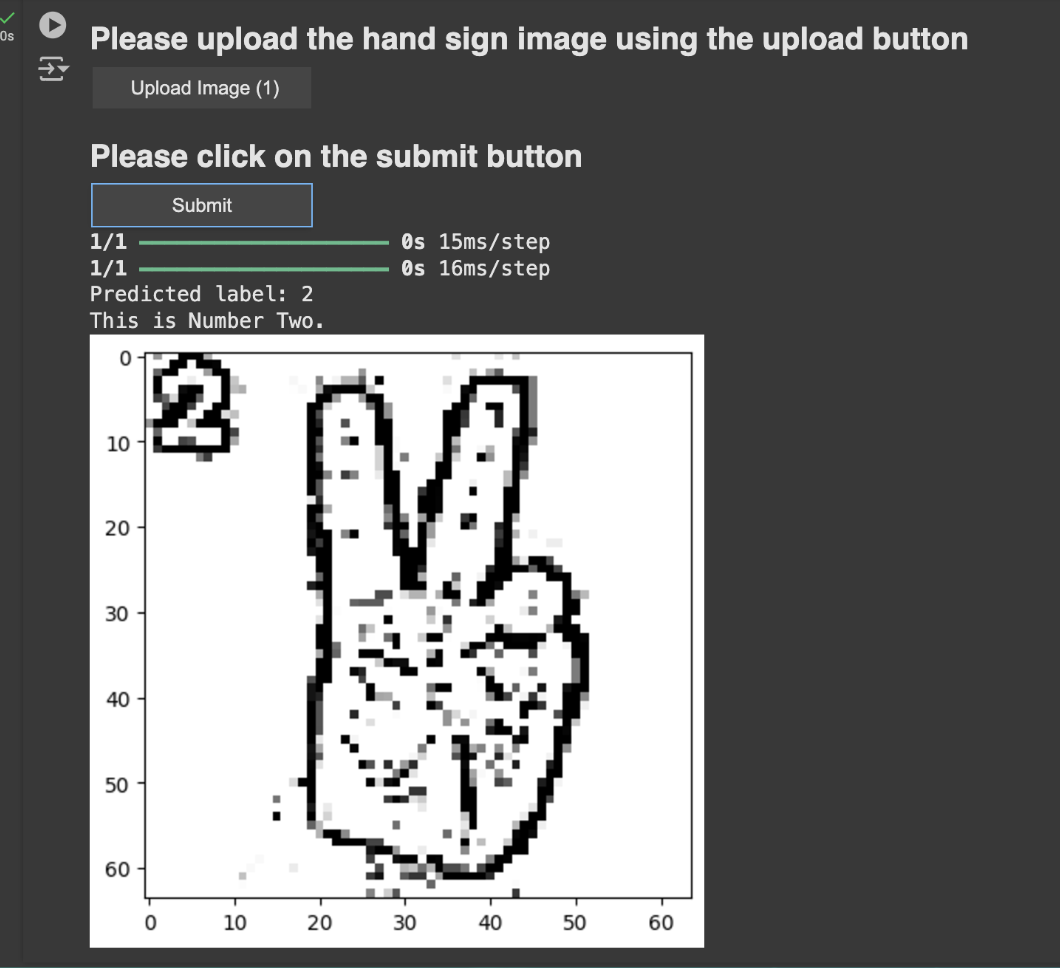 0s
Please upload the hand sign image using the upload button
Upload Image (1)
Please click on the submit button
Submit
1/1 0s 15ms/step
1/1 0s 16ms/step
Predicted label: 2
This is Number Two.
2
0
10
20
30
40
50
60
0 10 20 30 40 50 60